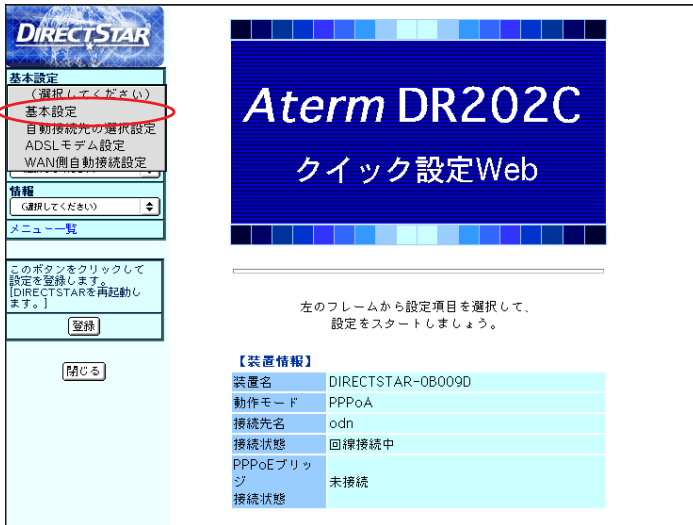 DIRECTSTAR
基本設定
(選択してください)
基本設定
自動接続先の選択設定
ADSLモデム設定
WAN側自動接続設定
情報
(選択してください)
メニュー一覧
このボタンをクリックして
設定を登録します。
[DIRECTSTARを再起動し
ます。]
登録
閉じる
Aterm DR202C
クイック設定Web
左のフレームから設定項目を選択して、
設定をスタートしましょう。
【装置情報】
装置名 DIRECTSTAR-0B009D
動作モード PPPoA
接続先名 odn
接続状態 回線接続中
PPPoEブリッ
ジ
接続状態 未接続